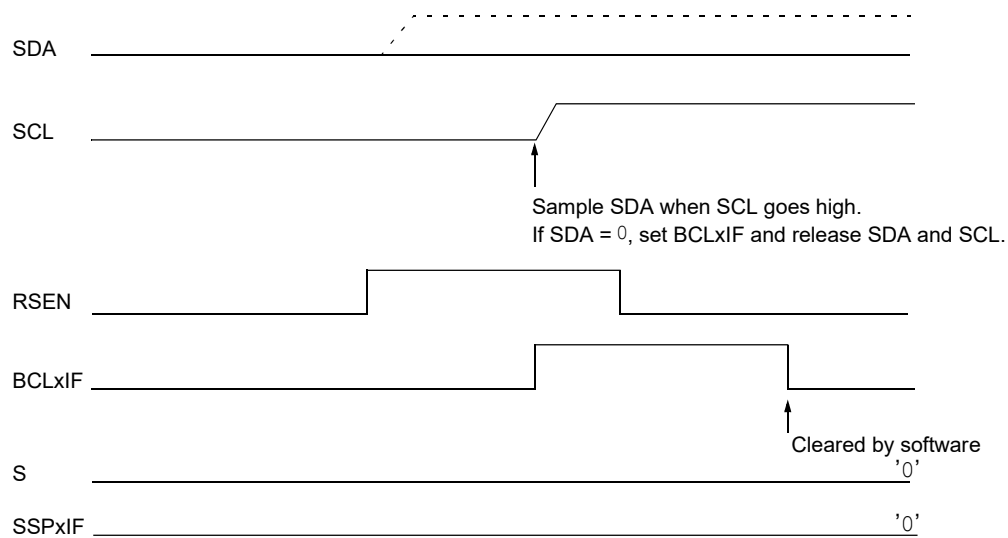 SDA
SCL
Sample SDA when SCL goes high.
If SDA = 0, set BCLxIF and release SDA and SCL.
RSEN
BCLxIF
Cleared by software
S
'0'
SSPxIF
'0'